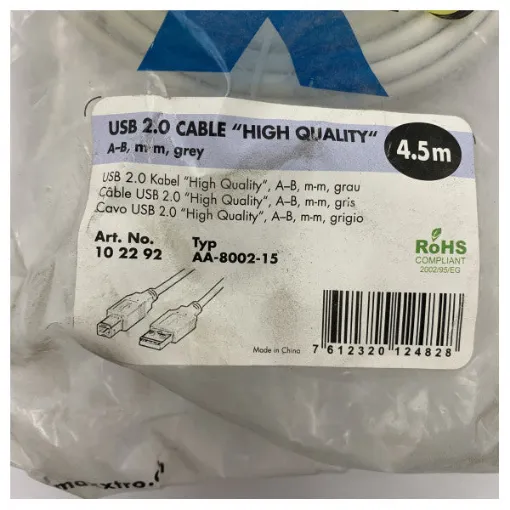 USB 2.0 CABLE "HIGH QUALITY"
A-B, m-m, grey
4.5m
USB 2.0 Kabel "High Quality", A-B, m-m, grau
Câble USB 2.0 "High Quality", A-B, m-m, gris
Cavo USB 2.0 "High Quality", A-B, m-m, grigio
Art. No. Typ
10 22 92 AA-8002-15
RoHS
COMPLIANT
2002/95/EG
Made in China
7 612320 124828
maxxtro.